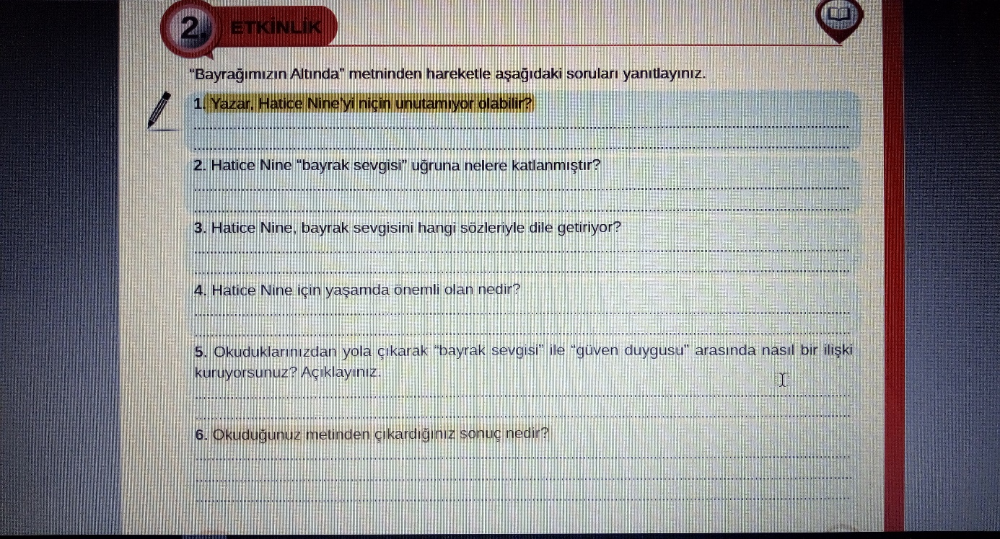 2. ETKİNLİK
"Bayrağımızın Altında" metninden hareketle aşağıdaki soruları yanıtlayınız.
1. Yazar, Hatice Nine'yi niçin unutamıyor olabilir?
2. Hatice Nine "bayrak sevgisi" uğruna nelere katlanmıştır?
3. Hatice Nine, bayrak sevgisini hangi sözleriyle dile getiriyor?
4. Hatice Nine için yaşamda önemli olan nedir?
5. Okuduklarınızdan yola çıkarak "bayrak sevgisi" ile "güven duygusu" arasında nasıl bir ilişki
kuruyorsunuz? Açıklayınız.
6. Okuduğunuz metinden çıkardığınız sonuç nedir?